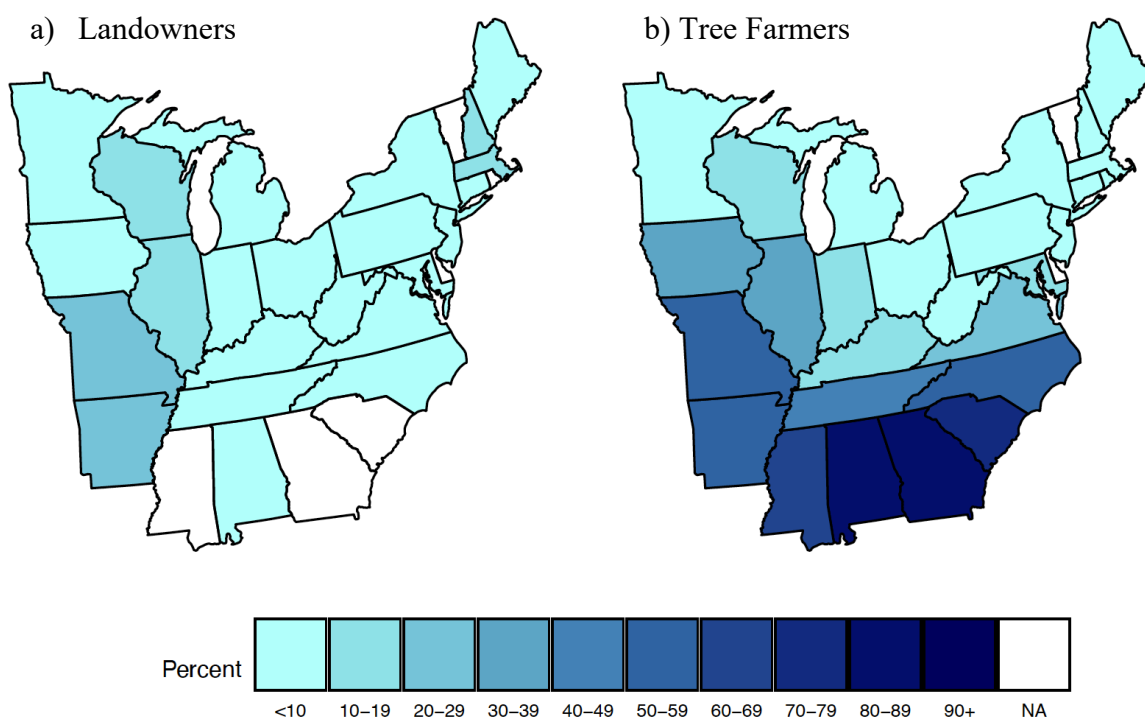 a) Landowners
b) Tree Farmers
Percent
<10 10–19 20–29 30–39 40–49 50–59 60–69 70–79 80–89 90+ NA